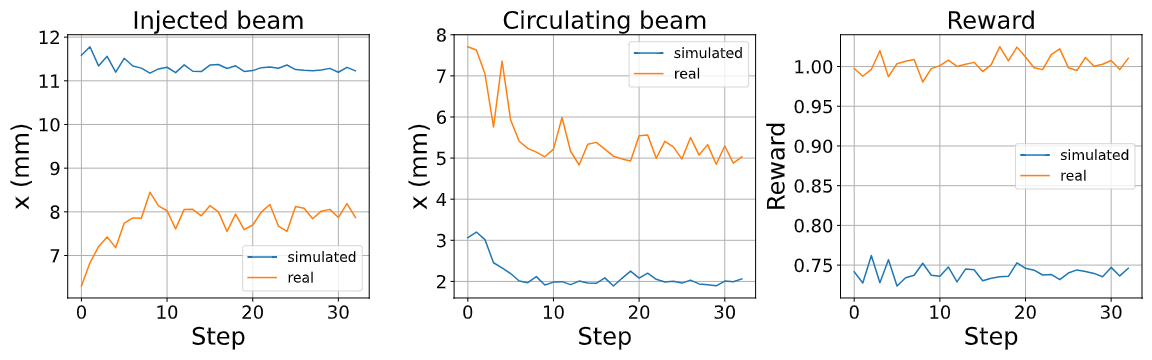 Injected beam
12
11
10
9
8
7
x (mm)
0
10
20
30
Step
simulated
real
Circulating beam
8
7
6
5
4
3
2
x (mm)
0
10
20
30
Step
simulated
real
Reward
1.00
0.95
0.90
0.85
0.80
0.75
Reward
0
10
20
30
Step
simulated
real